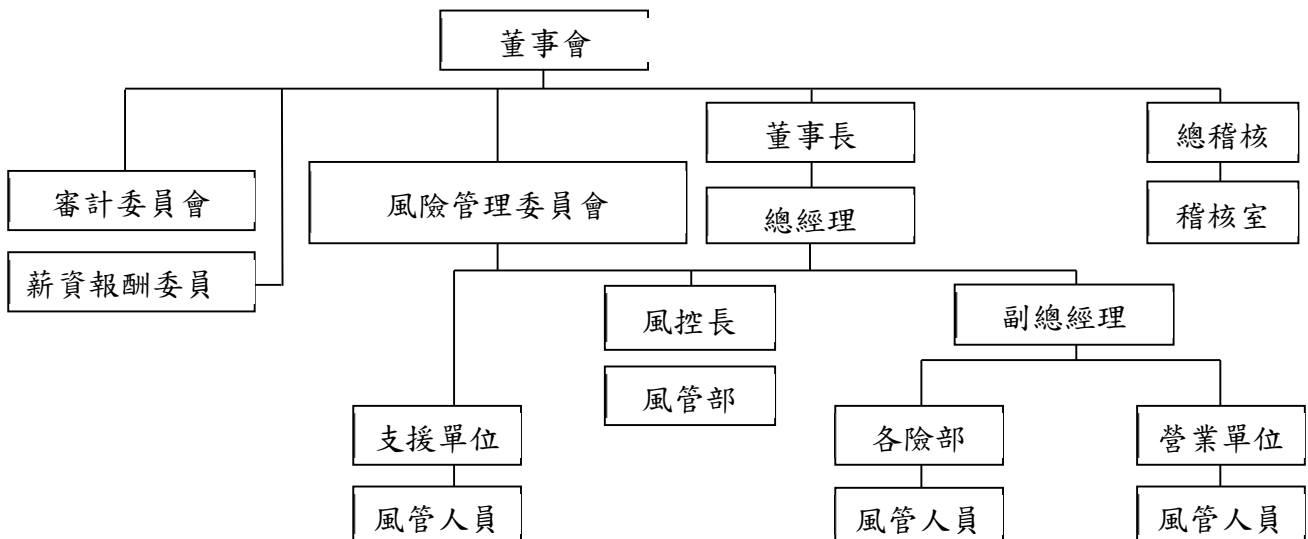 董事會
董事長
總稽核
審計委員會
風險管理委員會
總經理
稽核室
薪資報酬委員
風控長
副總經理
風管部
支援單位
各險部
營業單位
風管人員
風管人員
風管人員